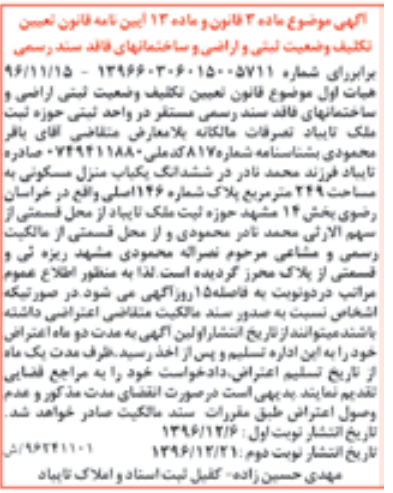 آگهی موضوع ماده ۳ قانون و ماده ۱۳ آیین نامه قانون تعیین
تکلیف وضعیت ثبتی و اراضی و ساختمانهای فاقد سند رسمی
برابررای شماره ۱۳۹۶۶۰۳۰۶۰۱۵۰۰۵۷۱۱ - ۹۶/۱۱/۱۵
هیات اول موضوع قانون تعیین تکلیف وضعیت ثبتی اراضی و
ساختمانهای فاقد سند رسمی مستقر در واحد ثبتی حوزه ثبت
ملک تایباد تصرفات مالکانه بلامعارض متقاضی آقای باقر
محمودی بشناسنامه شماره۸۱۷کدملی۰۷۴۹۴۱۱۸۸۰ صادره
تایباد فرزند محمد نادر در ششدانگ یکباب منزل مسکونی به
مساحت ۲۴۹ مترمربع پلاک شماره ۱۴۶اصلی واقع در خراسان
رضوی بخش ۱۴ مشهد حوزه ثبت ملک تایباد از محل قسمتی از
سهم الارثی محمد نادر محمودی و از محل قسمتی از مالکیت
رسمی و مشاعی مرحوم نصراله محمودی مشهد ریزه ئی و
قسمتی از پلاک محرز گردیده است.لذا به منظور اطلاع عموم
مراتب دردونوبت به فاصله۱۵روزآگهی می شود.در صورتیکه
اشخاص نسبت به صدور سند مالکیت متقاضی اعتراضی داشته
باشندمیتوانندازتاریخ انتشاراولین آگهی به مدت دو ماه اعتراض
خود را به این اداره تسلیم و پس از اخذ رسید.ظرف مدت یک ماه
از تاریخ تسلیم اعتراض،دادخواست خود را به مراجع قضایی
تقدیم نمایند.بدیهی است درصورت انقضای مدت مذکور و عدم
وصول اعتراض طبق مقررات سند مالکیت صادر خواهد شد.
تاریخ انتشار نوبت اول : ۱۳۹۶/۱۲/۶
تاریخ انتشار نوبت دوم :۱۳۹۶/۱۲/۲۱ ۹۶۲۴۱۱۰۱/ش
مهدی حسین زاده- کفیل ثبت اسناد و املاک تایباد